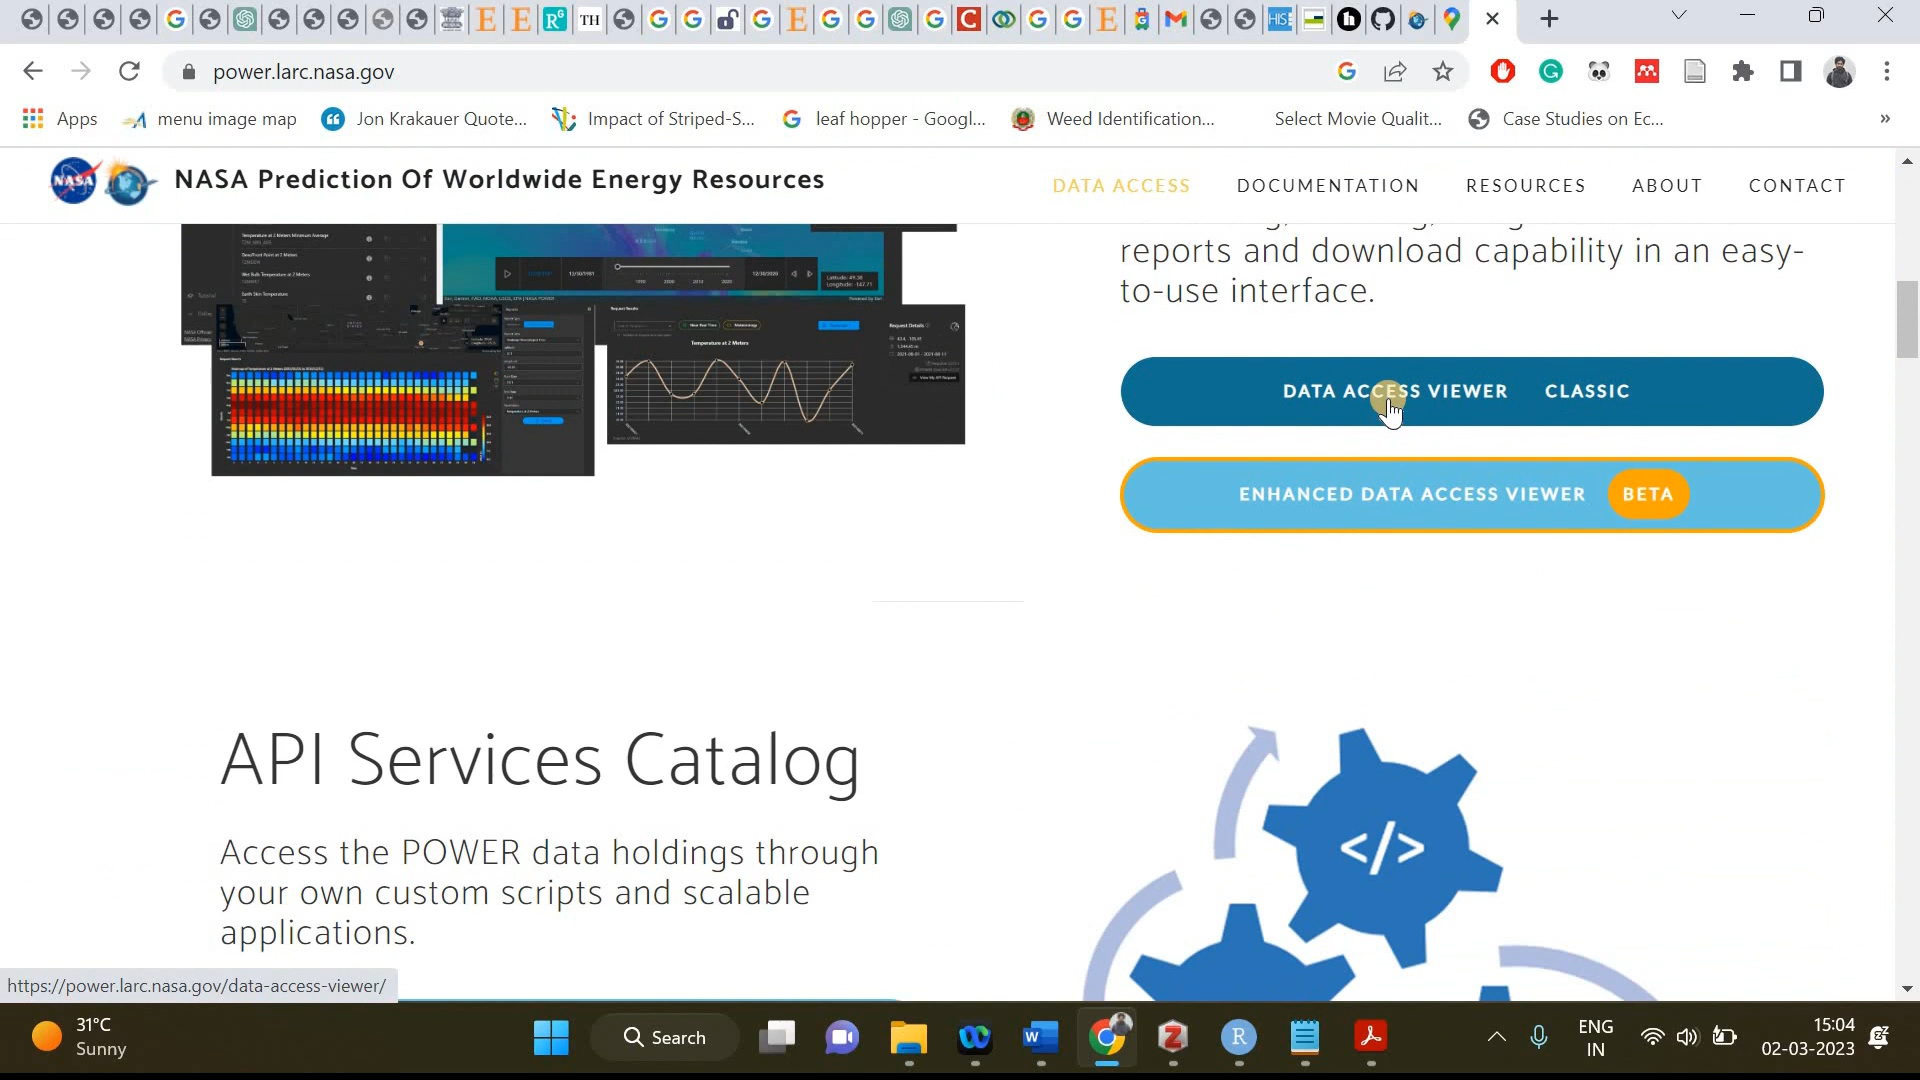 power.larc.nasa.gov
Apps
menu image map
Jon Krakauer Quote...
Impact of Striped-S...
leaf hopper - Googl...
Weed Identification...
Select Movie Qualit...
Case Studies on Ec...
»
NASA Prediction Of Worldwide Energy Resources
DATA ACCESS
DOCUMENTATION
RESOURCES
ABOUT
CONTACT
reports and download capability in an easy-
to-use interface.
Temperature at 2 Meters
DATA ACCESS VIEWER CLASSIC
ENHANCED DATA ACCESS VIEWER BETA
API Services Catalog
Access the POWER data holdings through
your own custom scripts and scalable
applications.
</>
https://power.larc.nasa.gov/data-access-viewer/
31°C
Sunny
Search
ENG
IN
15:04
02-03-2023